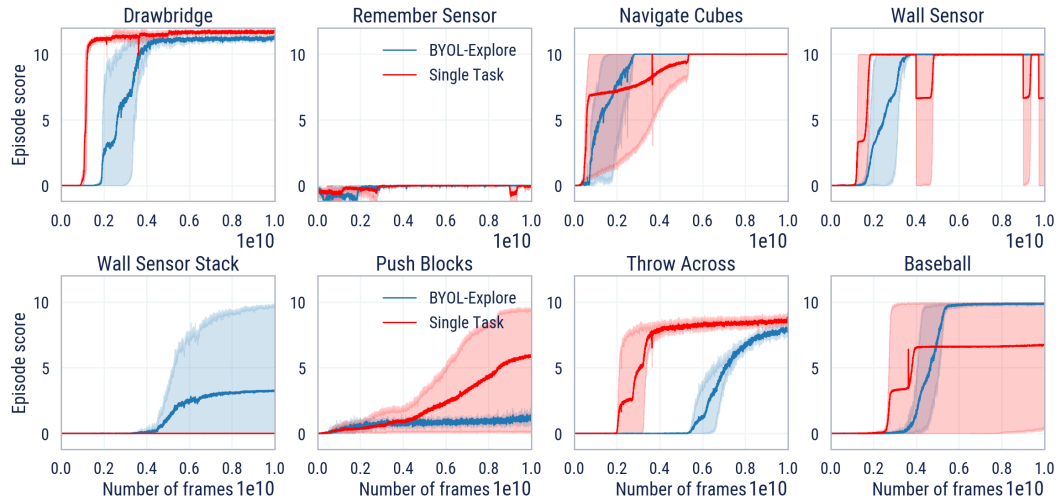 Drawbridge Remember Sensor Navigate Cubes Wall Sensor
Episode score
10
5
0
0.0 0.2 0.4 0.6 0.8 1.0
1e10
10
5
0
BYOL-Explore
Single Task
0.0 0.2 0.4 0.6 0.8 1.0
1e10
10
5
0
0.0 0.2 0.4 0.6 0.8 1.0
1e10
10
5
0
0.0 0.2 0.4 0.6 0.8 1.0
1e10
Wall Sensor Stack Push Blocks Throw Across Baseball
Episode score
10
5
0
0.0 0.2 0.4 0.6 0.8 1.0
Number of frames 1e10
10
5
0
BYOL-Explore
Single Task
0.0 0.2 0.4 0.6 0.8 1.0
Number of frames 1e10
10
5
0
0.0 0.2 0.4 0.6 0.8 1.0
Number of frames 1e10
10
5
0
0.0 0.2 0.4 0.6 0.8 1.0
Number of frames 1e10